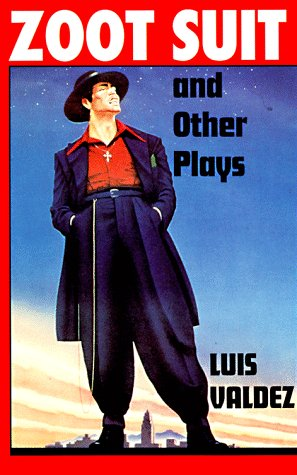 ZOOT SUIT
and
Other
Plays
LUIS
VALDEZ